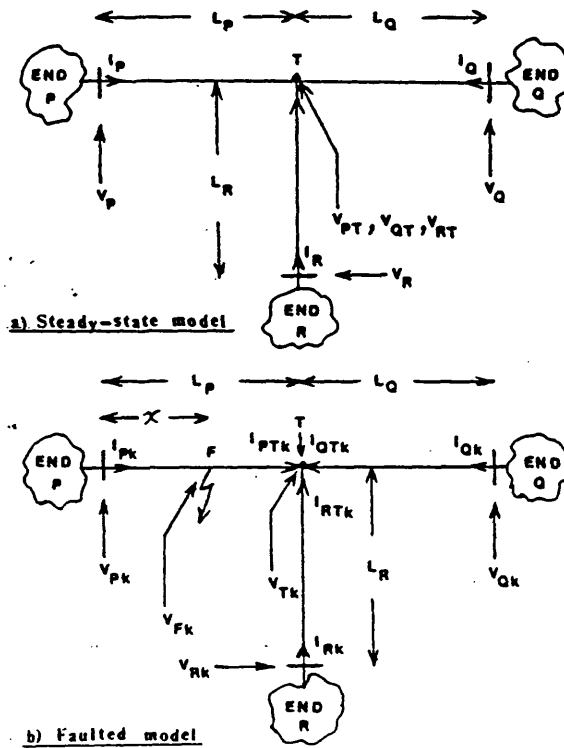 L_P L_Q
END P I_P T I_Q END Q
V_P L_R V_Q
V_PT , V_QT , V_RT
I_R
V_R
END R
a) Steady-state model
L_P L_Q
x
END P I_Pk F I_PTk I_QTk I_Qk END Q
I_RTk
V_Pk V_Tk L_R V_Qk
V_Fk
I_Rk
V_Rk
END R
b) Faulted model